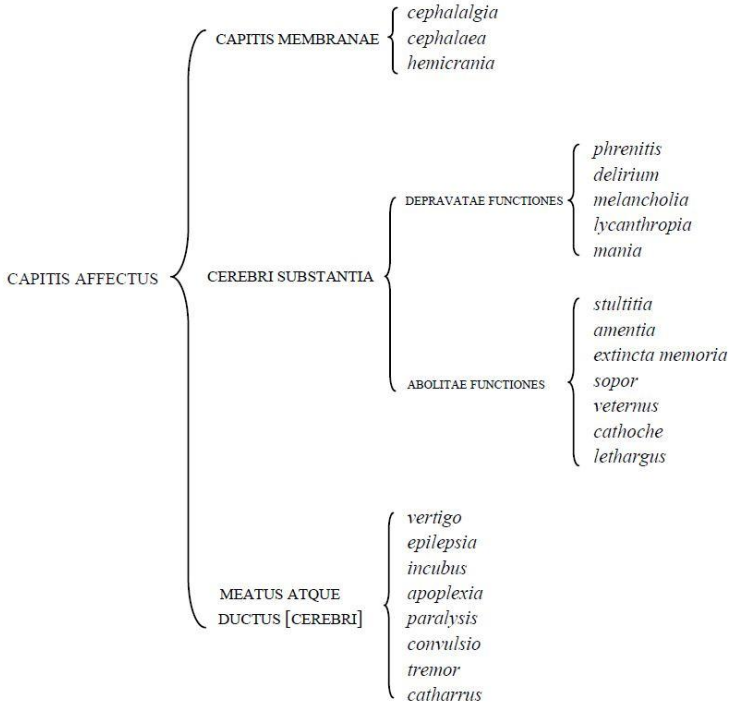 CAPITIS AFFECTUS
CAPITIS MEMBRANAE
cephalalgia
cephalaea
hemicrania
CEREBRI SUBSTANTIA
DEPRAVATAE FUNCTIONES
phrenitis
delirium
melancholia
lycanthropia
mania
ABOLITAE FUNCTIONES
stultitia
amentia
extincta memoria
sopor
veternus
cathoche
lethargus
MEATUS ATQUE
DUCTUS [CEREBRI]
vertigo
epilepsia
incubus
apoplexia
paralysis
convulsio
tremor
catharrus